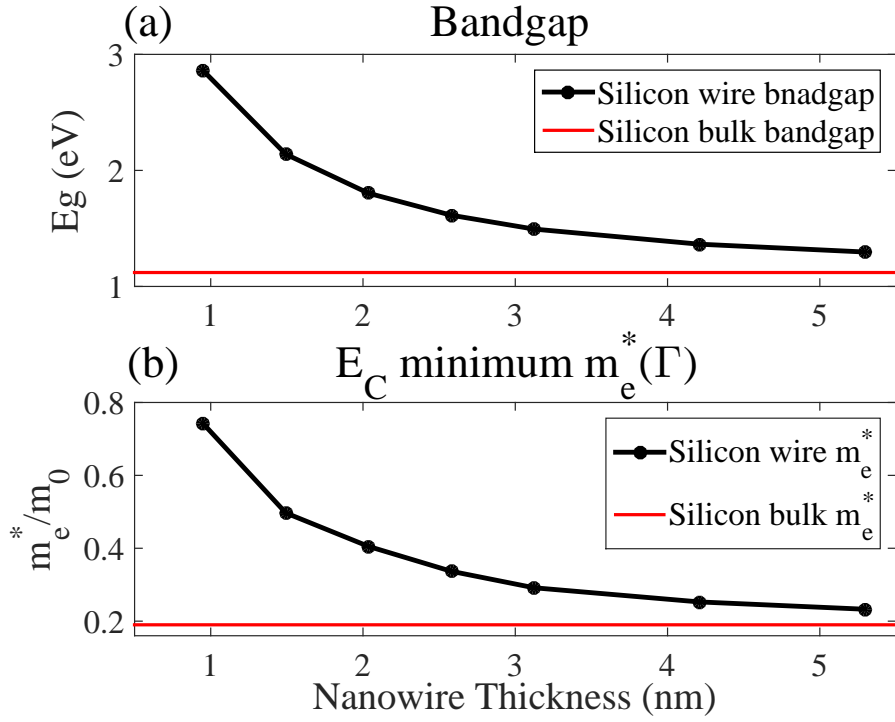 (a) Bandgap
3
2
1
Eg (eV)
Silicon wire bnadgap
Silicon bulk bandgap
1 2 3 4 5
(b) E_C minimum m_e^*(Γ)
0.8
0.6
0.4
0.2
m_e^*/m_0
Silicon wire m_e^*
Silicon bulk m_e^*
1 2 3 4 5
Nanowire Thickness (nm)